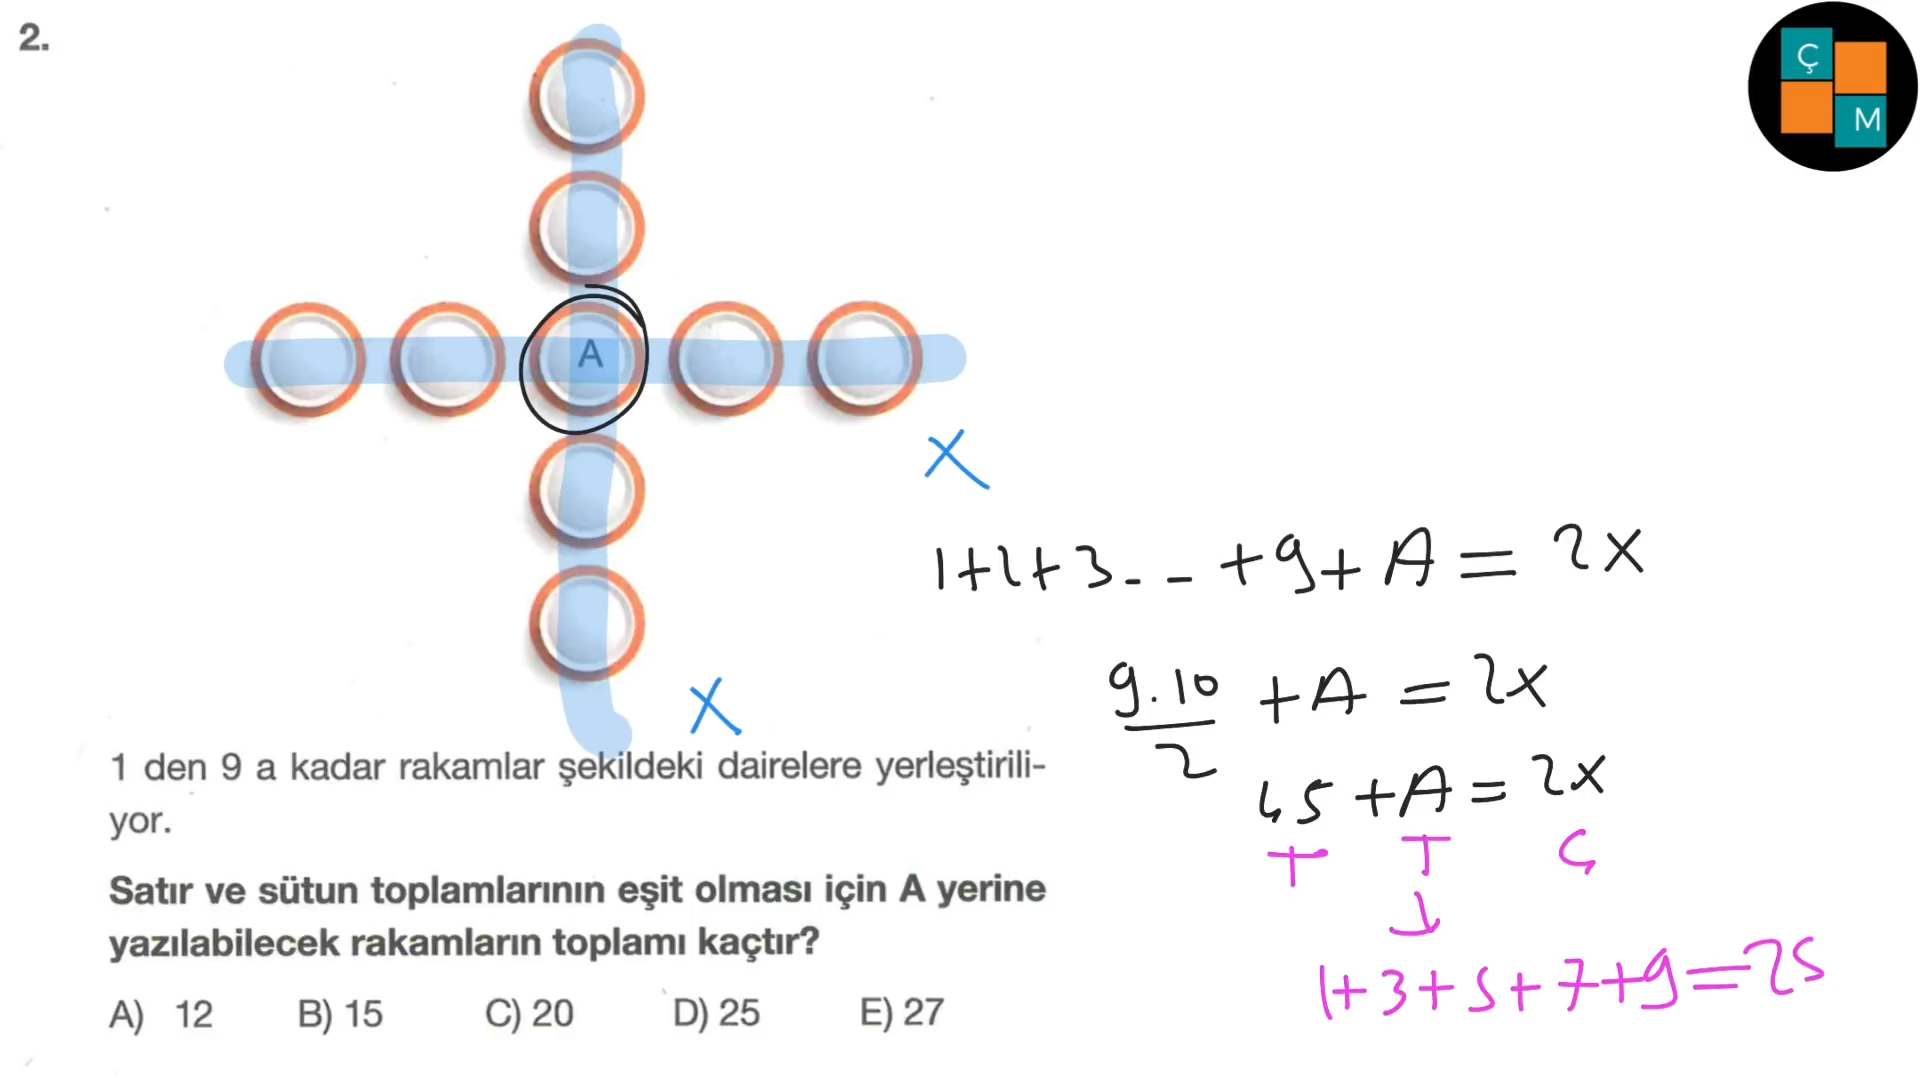 2.
Ç
M
A
X
1+2+3- - +9+A=2X
X
9.10/2 +A=2X
45+A=2X
T T Ç
1+3+5+7+9=25
1 den 9 a kadar rakamlar şekildeki dairelere yerleştirili-
yor.
Satır ve sütun toplamlarının eşit olması için A yerine
yazılabilecek rakamların toplamı kaçtır?
A) 12 B) 15 C) 20 D) 25 E) 27